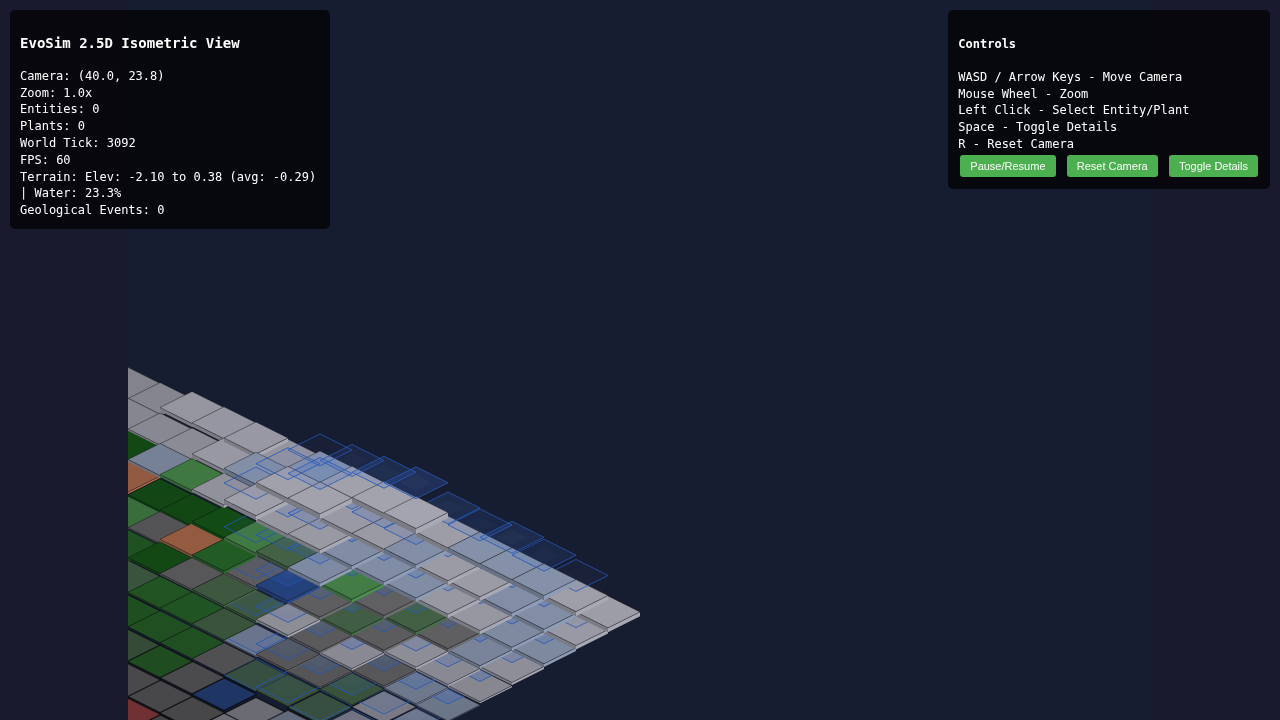 EvoSim 2.5D Isometric View
Camera: (40.0, 23.8)
Zoom: 1.0x
Entities: 0
Plants: 0
World Tick: 3092
FPS: 60
Terrain: Elev: -2.10 to 0.38 (avg: -0.29)
| Water: 23.3%
Geological Events: 0
Controls
WASD / Arrow Keys - Move Camera
Mouse Wheel - Zoom
Left Click - Select Entity/Plant
Space - Toggle Details
R - Reset Camera
Pause/Resume
Reset Camera
Toggle Details